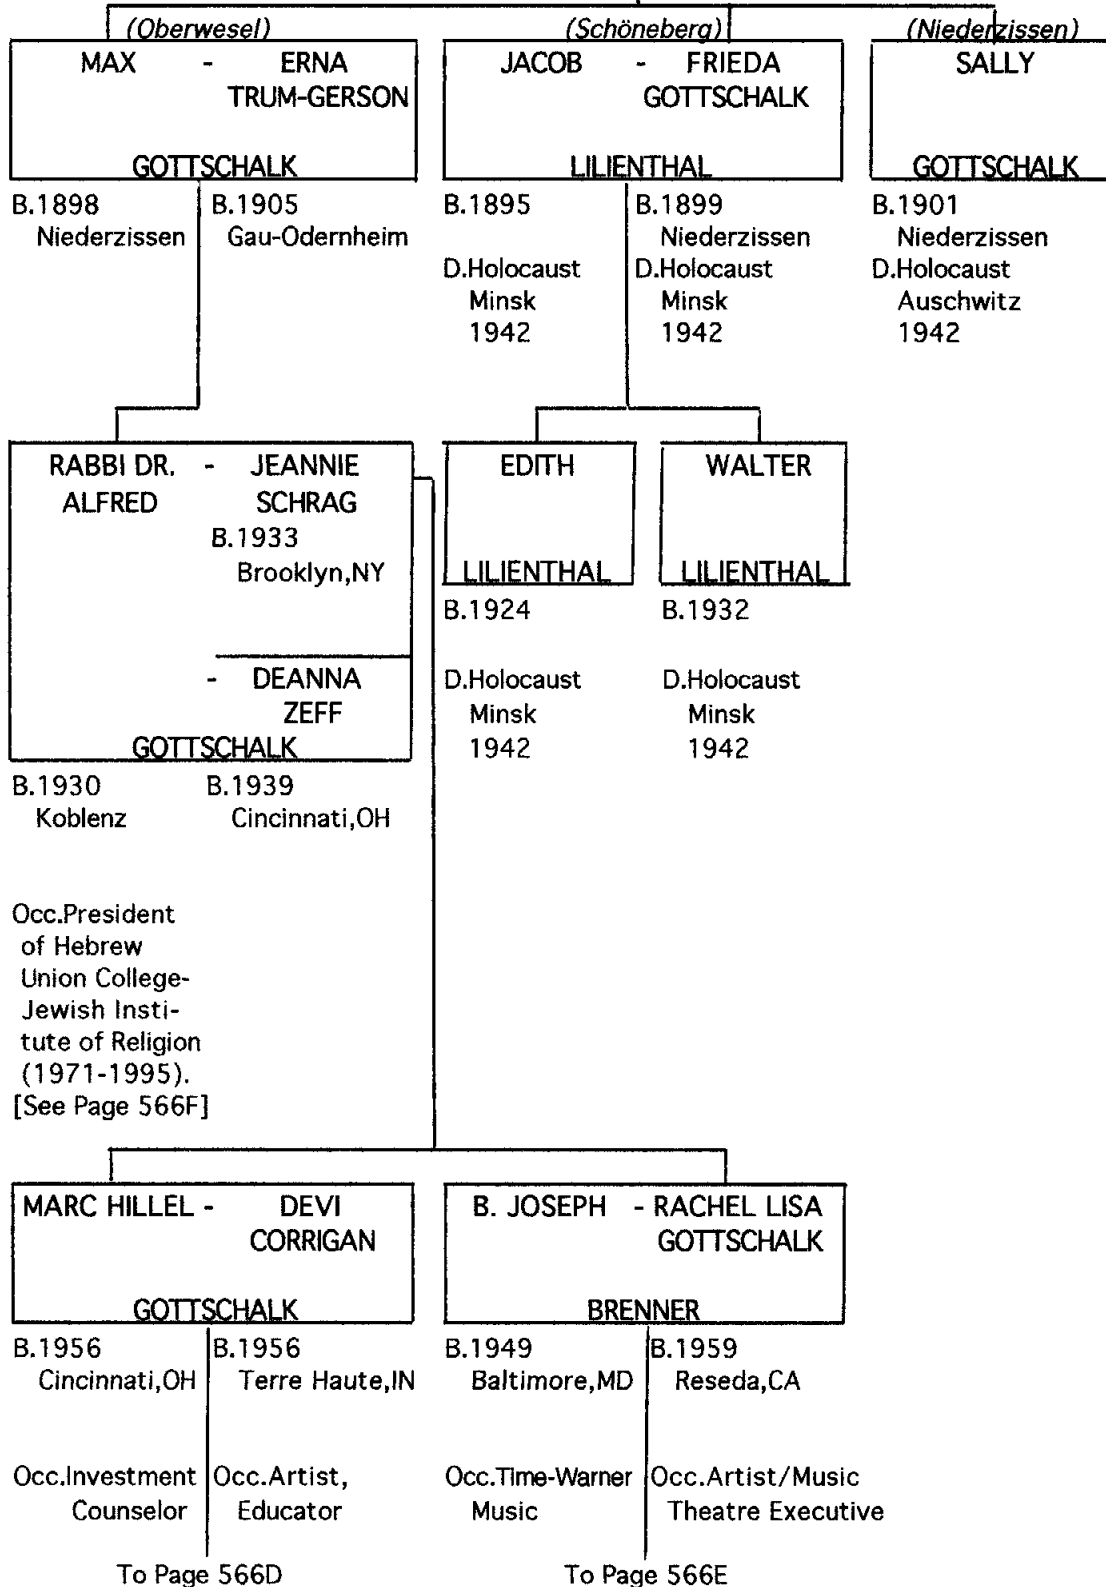 (Oberwesel) (Schöneberg) (Niederzissen)
MAX - ERNA
TRUM-GERSON
GOTTSCHALK
B.1898
Niederzissen
B.1905
Gau-Odernheim
JACOB - FRIEDA
GOTTSCHALK
LILIENTHAL
B.1895
D.Holocaust
Minsk
1942
B.1899
Niederzissen
D.Holocaust
Minsk
1942
SALLY
GOTTSCHALK
B.1901
Niederzissen
D.Holocaust
Auschwitz
1942
RABBI DR. - JEANNIE
ALFRED SCHRAG
B.1933
Brooklyn,NY
- DEANNA
ZEFF
GOTTSCHALK
B.1930
Koblenz
B.1939
Cincinnati,OH
Occ.President
of Hebrew
Union College-
Jewish Insti-
tute of Religion
(1971-1995).
[See Page 566F]
EDITH
LILIENTHAL
B.1924
D.Holocaust
Minsk
1942
WALTER
LILIENTHAL
B.1932
D.Holocaust
Minsk
1942
MARC HILLEL - DEVI
CORRIGAN
GOTTSCHALK
B.1956
Cincinnati,OH
B.1956
Terre Haute,IN
Occ.Investment
Counselor
Occ.Artist,
Educator
To Page 566D
B. JOSEPH - RACHEL LISA
GOTTSCHALK
BRENNER
B.1949
Baltimore,MD
B.1959
Reseda,CA
Occ.Time-Warner
Music
Occ.Artist/Music
Theatre Executive
To Page 566E